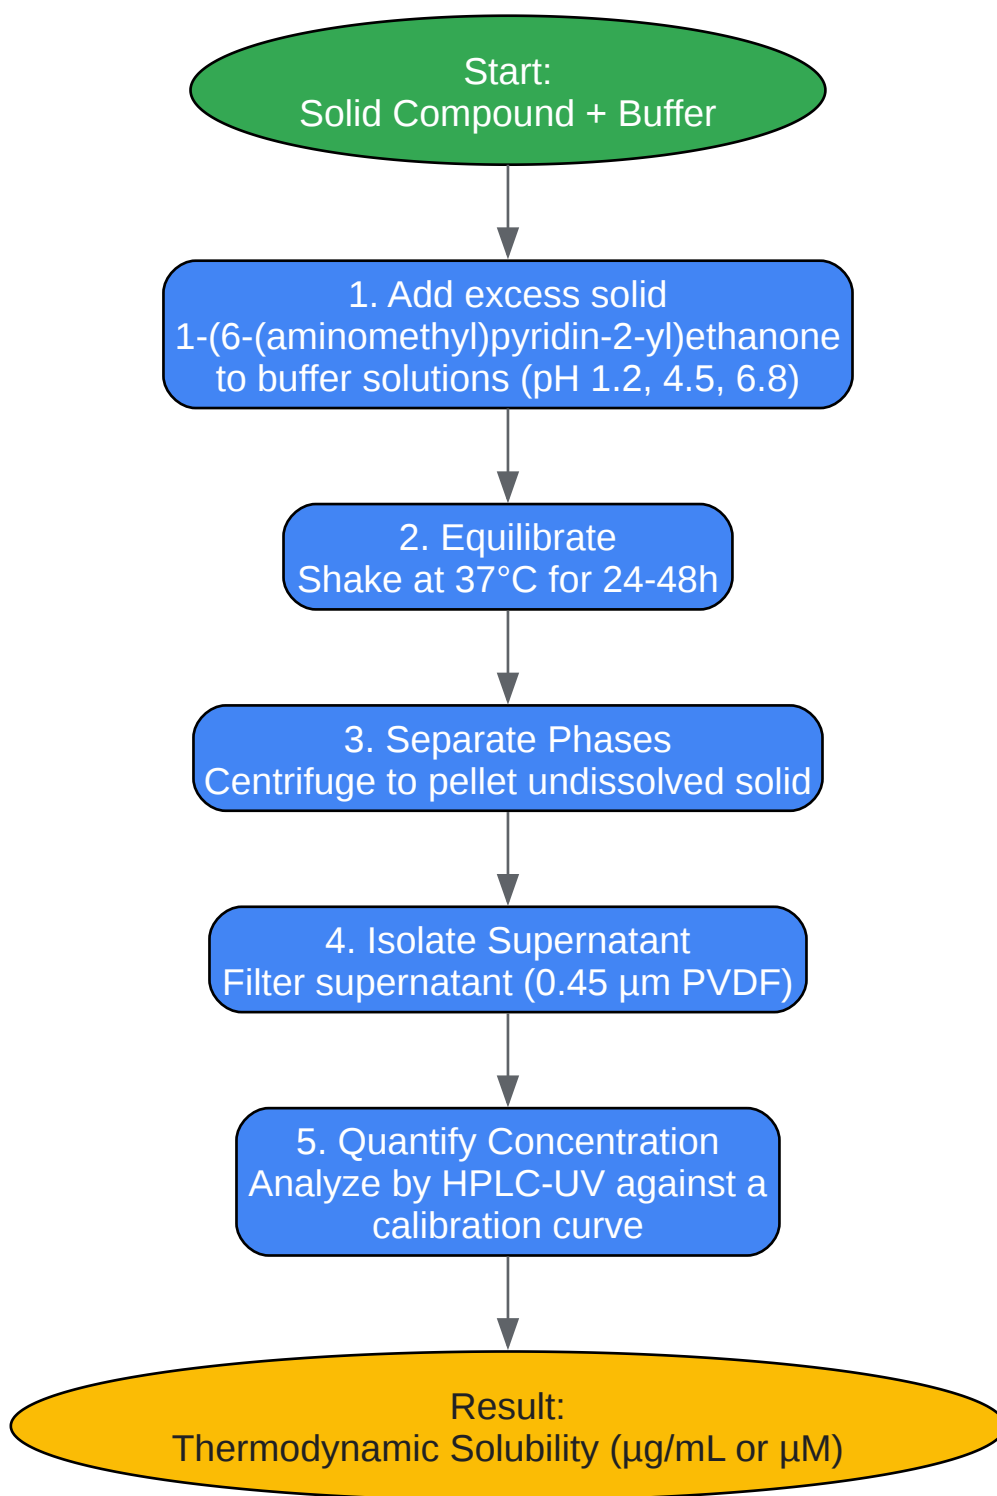 Start:
Solid Compound + Buffer
1. Add excess solid
1-(6-(aminomethyl)pyridin-2-yl)ethanone
to buffer solutions (pH 1.2, 4.5, 6.8)
2. Equilibrate
Shake at 37°C for 24-48h
3. Separate Phases
Centrifuge to pellet undissolved solid
4. Isolate Supernatant
Filter supernatant (0.45 µm PVDF)
5. Quantify Concentration
Analyze by HPLC-UV against a
calibration curve
Result:
Thermodynamic Solubility (µg/mL or µM)